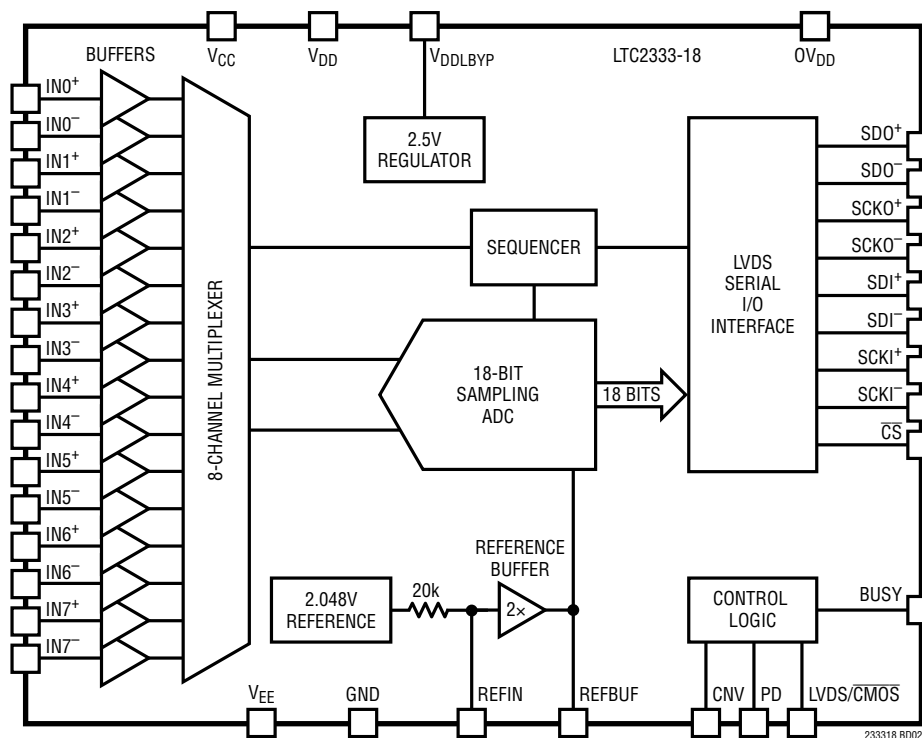 BUFFERS
VCC
VDD
VDDLBYP
LTC2333-18
OVDD
IN0+
IN0–
IN1+
IN1–
IN2+
IN2–
IN3+
IN3–
IN4+
IN4–
IN5+
IN5–
IN6+
IN6–
IN7+
IN7–
8-CHANNEL MULTIPLEXER
2.5V
REGULATOR
SEQUENCER
18-BIT
SAMPLING
ADC
18 BITS
LVDS
SERIAL
I/O
INTERFACE
SDO+
SDO–
SCKO+
SCKO–
SDI+
SDI–
SCKI+
SCKI–
CS
2.048V
REFERENCE
20k
REFERENCE
BUFFER
2×
CONTROL
LOGIC
BUSY
VEE
GND
REFIN
REFBUF
CNV
PD
LVDS/CMOS
233318 BD02